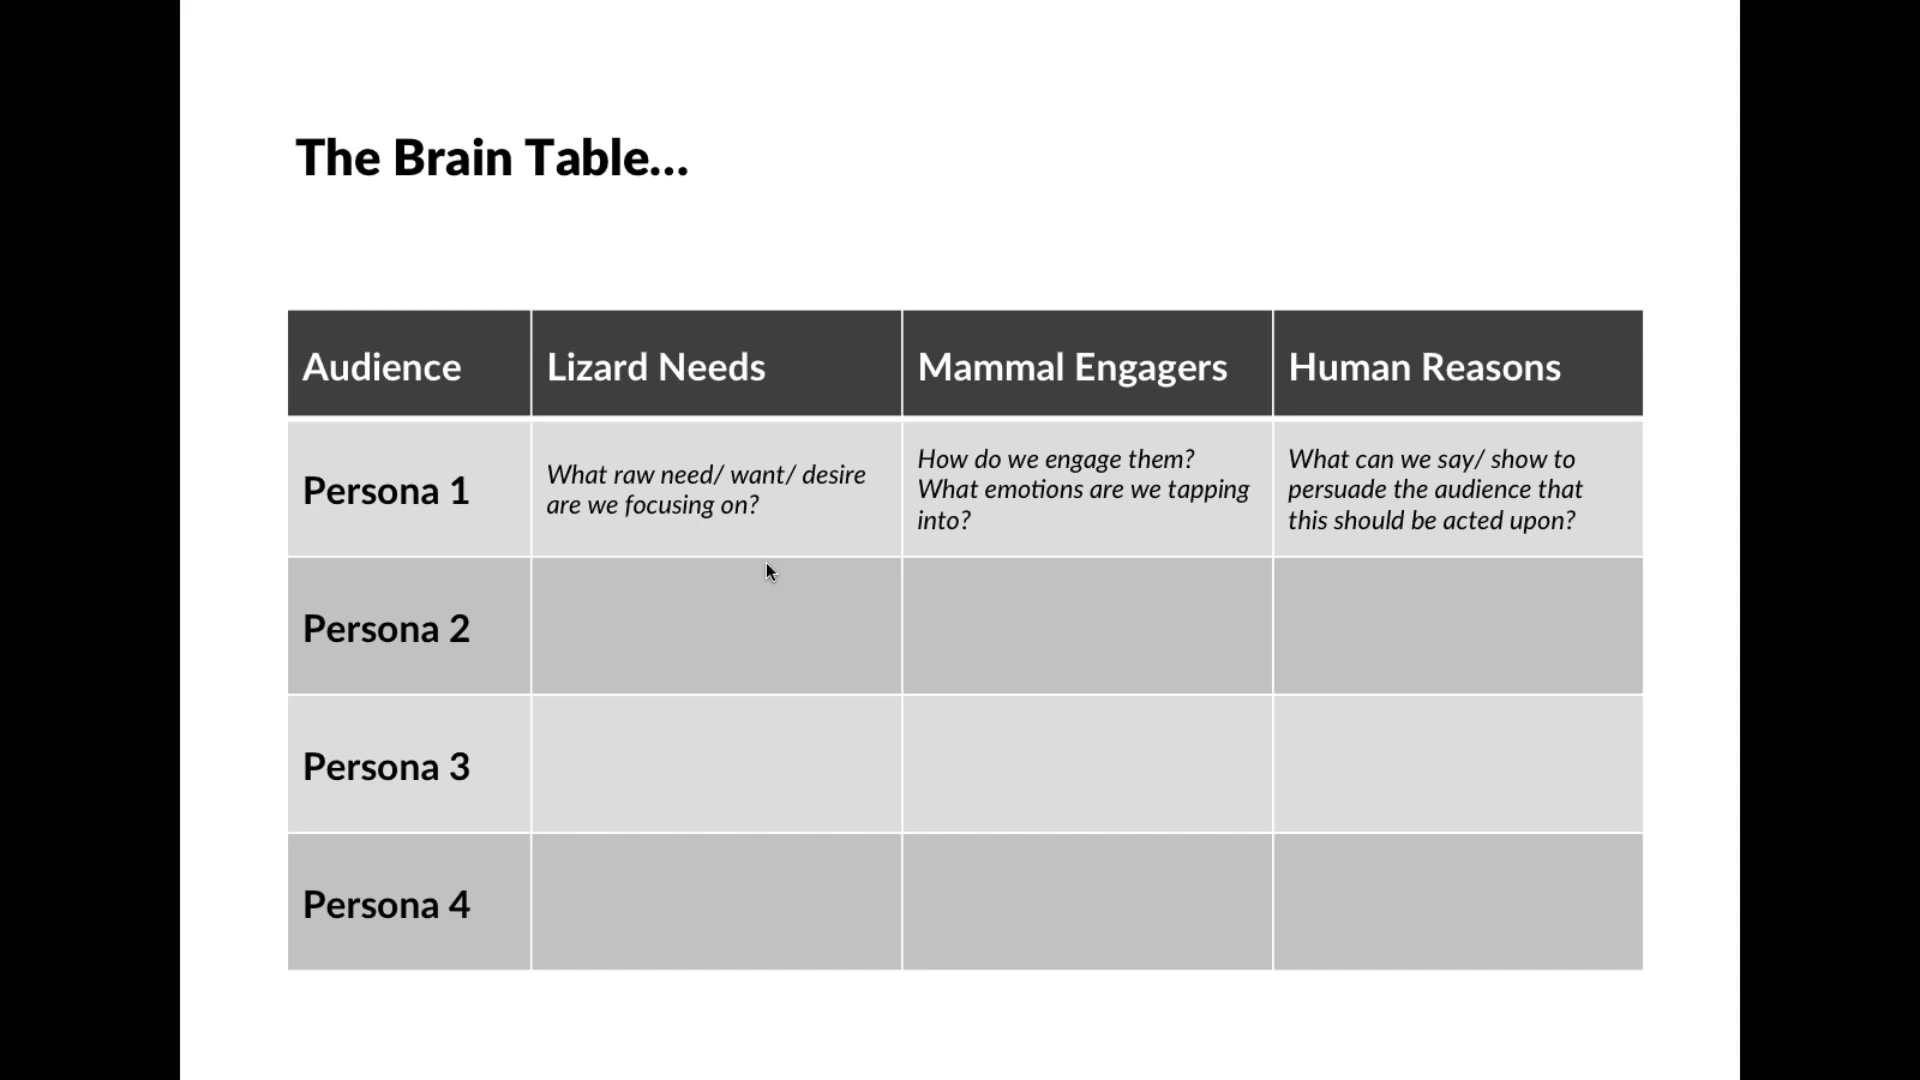 The Brain Table...
Audience
Lizard Needs
Mammal Engagers
Human Reasons
Persona 1
What raw need/ want/ desire
are we focusing on?
How do we engage them?
What emotions are we tapping
into?
What can we say/ show to
persuade the audience that
this should be acted upon?
Persona 2
Persona 3
Persona 4